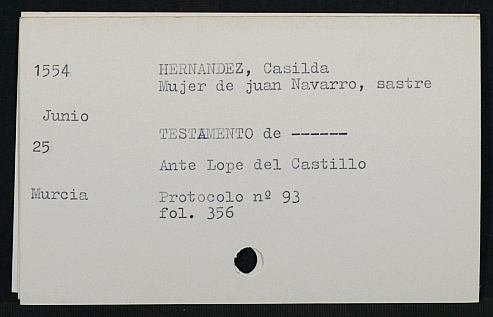 1554 HERNANDEZ, Casilda
Mujer de juan Navarro, sastre
Junio
TESTAMENTO de ------
25
Ante Lope del Castillo
Murcia Protocolo nº 93
fol. 356